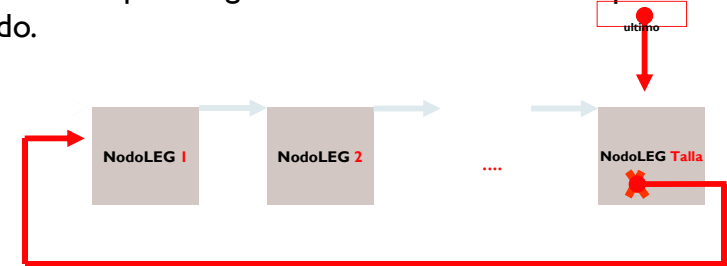 do.
ultimo
NodoLEG 1
NodoLEG 2
....
NodoLEG Talla